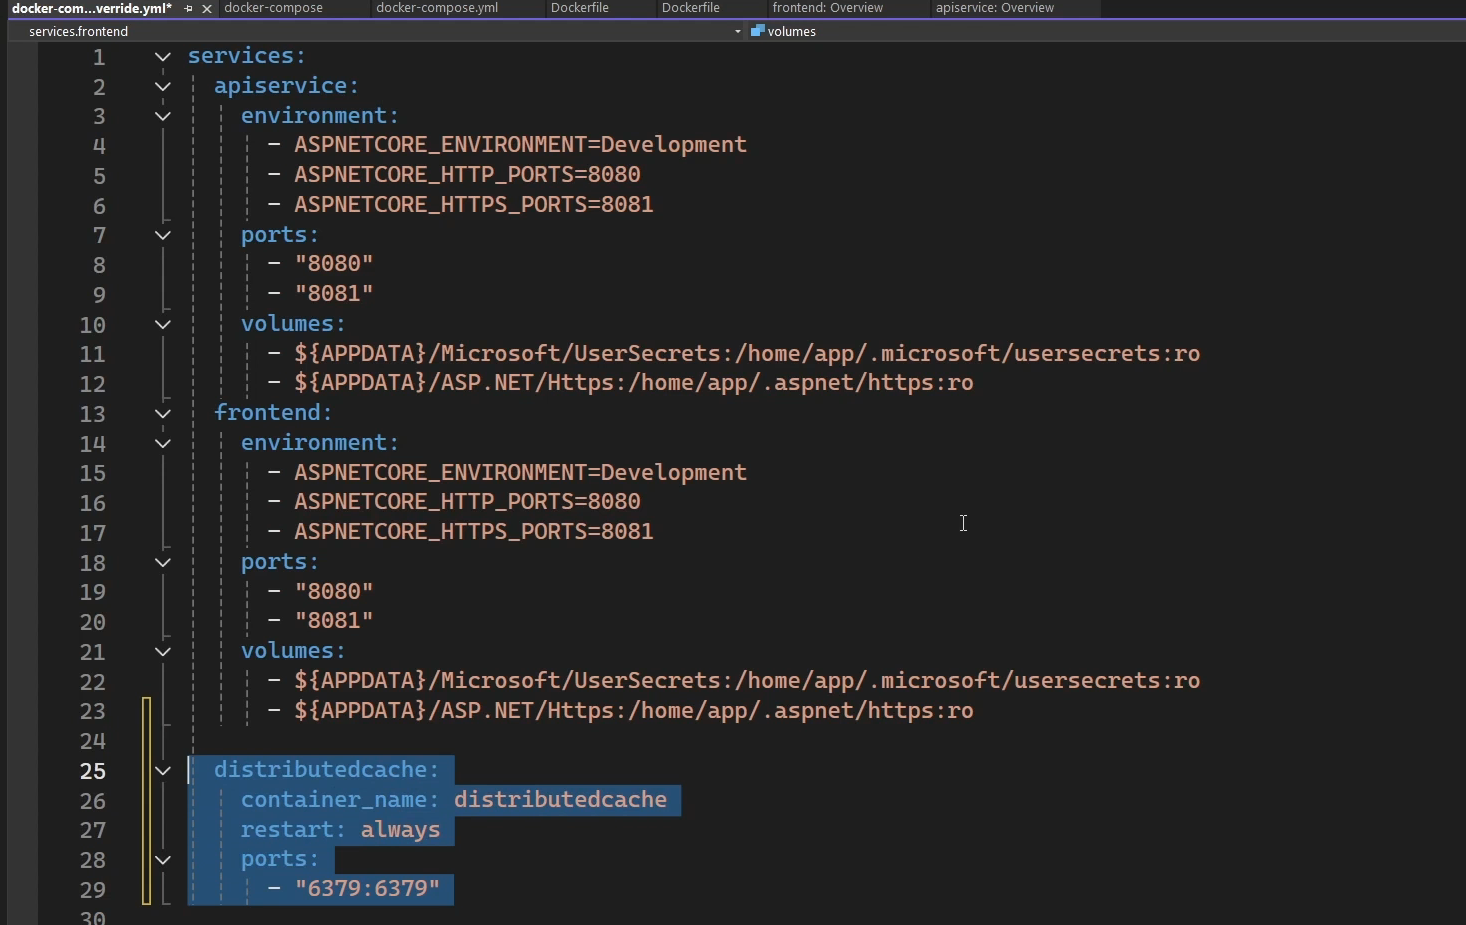 docker-com...verride.yml* docker-compose docker-compose.yml Dockerfile Dockerfile frontend: Overview apiservice: Overview
services.frontend volumes
1 services:
2 apiservice:
3 environment:
4 - ASPNETCORE_ENVIRONMENT=Development
5 - ASPNETCORE_HTTP_PORTS=8080
6 - ASPNETCORE_HTTPS_PORTS=8081
7 ports:
8 - "8080"
9 - "8081"
10 volumes:
11 - ${APPDATA}/Microsoft/UserSecrets:/home/app/.microsoft/usersecrets:ro
12 - ${APPDATA}/ASP.NET/Https:/home/app/.aspnet/https:ro
13 frontend:
14 environment:
15 - ASPNETCORE_ENVIRONMENT=Development
16 - ASPNETCORE_HTTP_PORTS=8080
17 - ASPNETCORE_HTTPS_PORTS=8081
18 ports:
19 - "8080"
20 - "8081"
21 volumes:
22 - ${APPDATA}/Microsoft/UserSecrets:/home/app/.microsoft/usersecrets:ro
23 - ${APPDATA}/ASP.NET/Https:/home/app/.aspnet/https:ro
24
25 distributedcache:
26 container_name: distributedcache
27 restart: always
28 ports:
29 - "6379:6379"
30